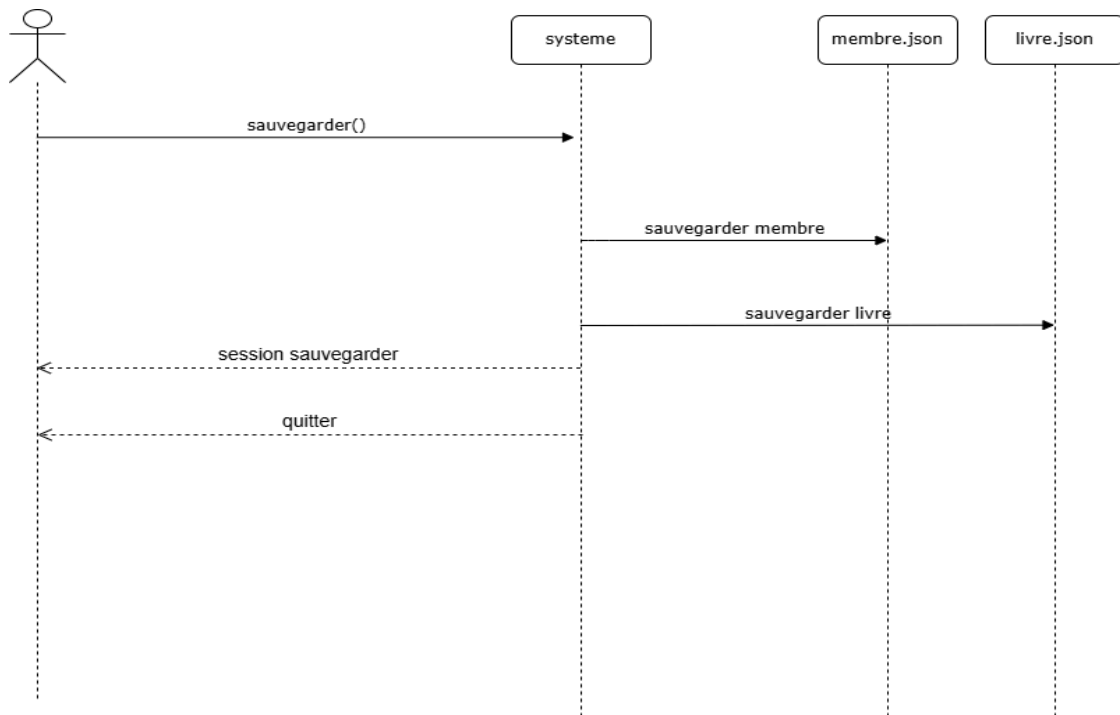 systeme
membre.json
livre.json
sauvegarder()
sauvegarder membre
sauvegarder livre
session sauvegarder
quitter